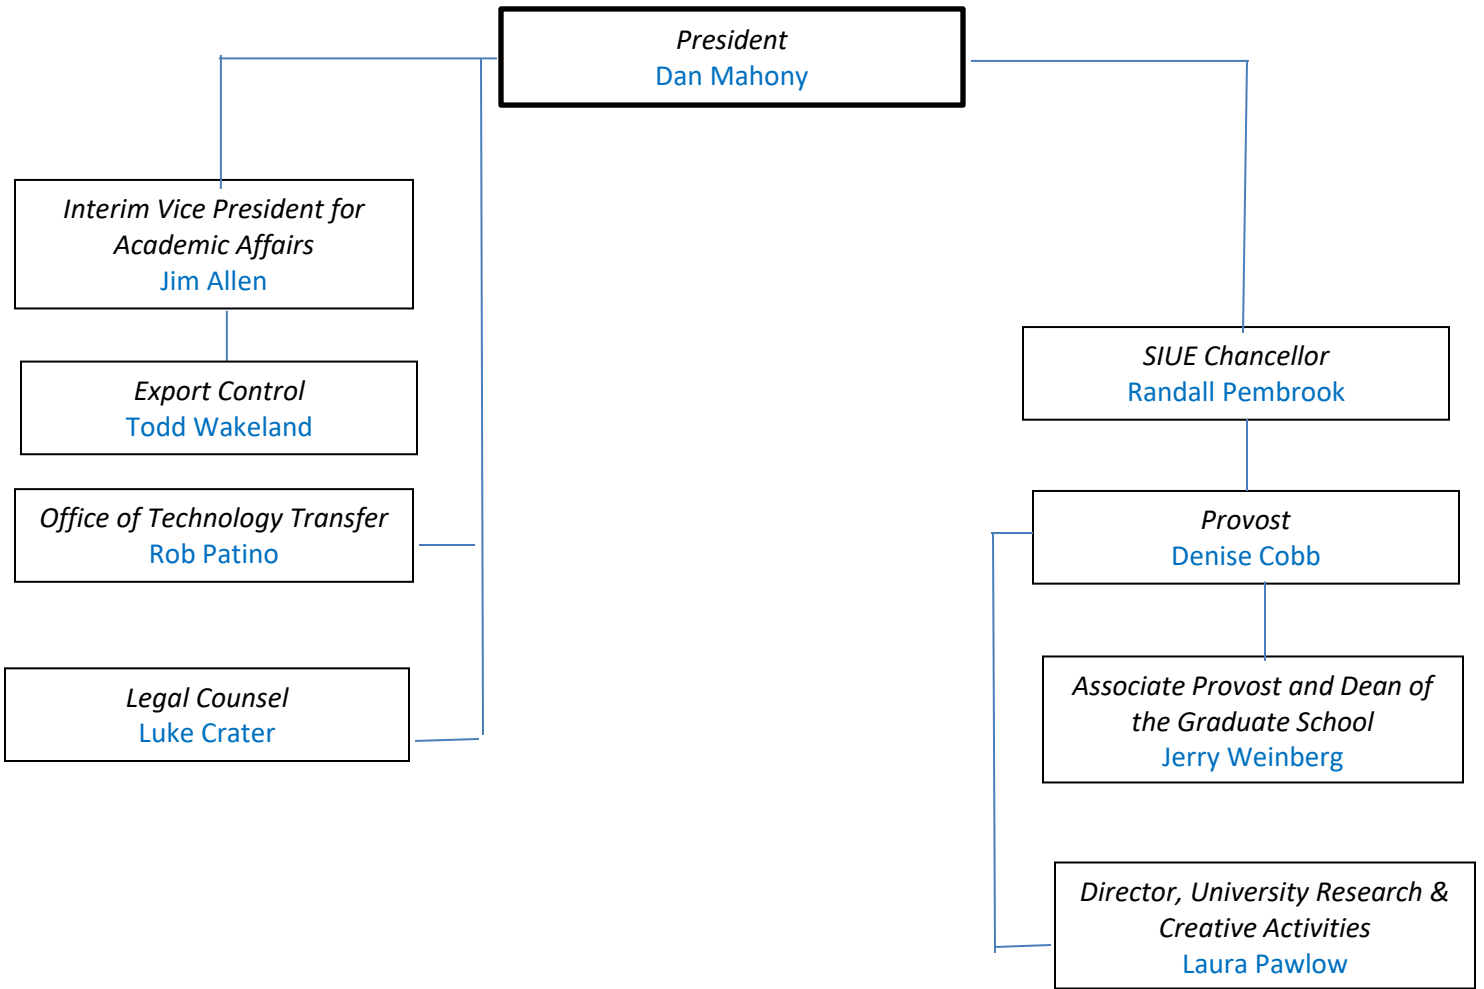 President
Dan Mahony
Interim Vice President for
Academic Affairs
Jim Allen
Export Control
Todd Wakeland
Office of Technology Transfer
Rob Patino
Legal Counsel
Luke Crater
SIUE Chancellor
Randall Pembrook
Provost
Denise Cobb
Associate Provost and Dean of
the Graduate School
Jerry Weinberg
Director, University Research &
Creative Activities
Laura Pawlow